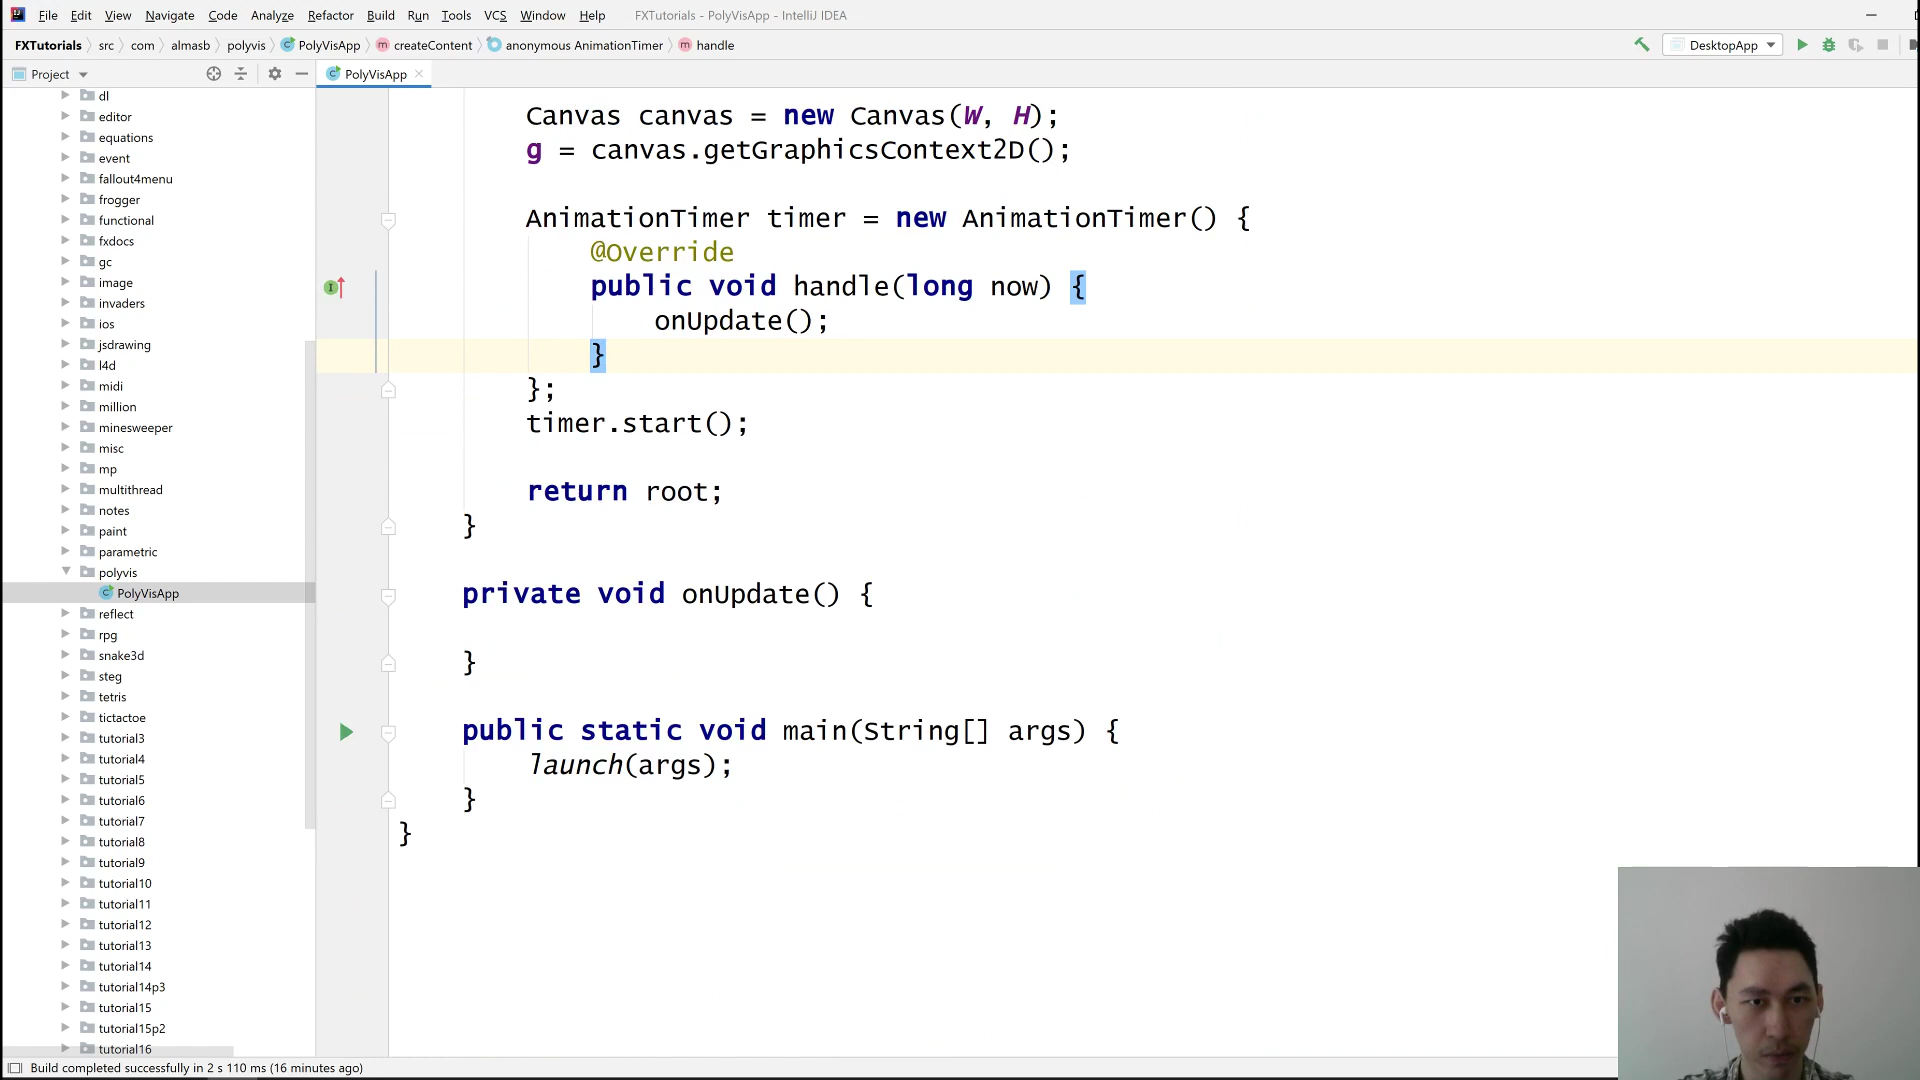 File Edit View Navigate Code Analyze Refactor Build Run Tools VCS Window Help FXTutorials - PolyVisApp - IntelliJ IDEA
FXTutorials src com almasb polyvis PolyVisApp createContent anonymous AnimationTimer handle DesktopApp
Project PolyVisApp
dl
editor
equations
event
fallout4menu
frogger
functional
fxdocs
gc
image
invaders
ios
jsdrawing
l4d
midi
million
minesweeper
misc
mp
multithread
notes
paint
parametric
polyvis
PolyVisApp
reflect
rpg
snake3d
steg
tetris
tictactoe
tutorial3
tutorial4
tutorial5
tutorial6
tutorial7
tutorial8
tutorial9
tutorial10
tutorial11
tutorial12
tutorial13
tutorial14
tutorial14p3
tutorial15
tutorial15p2
tutorial16
Canvas canvas = new Canvas(W, H);
g = canvas.getGraphicsContext2D();
AnimationTimer timer = new AnimationTimer() {
@Override
public void handle(long now) {
onUpdate();
}
};
timer.start();
return root;
}
private void onUpdate() {
}
public static void main(String[] args) {
launch(args);
}
}
Build completed successfully in 2 s 110 ms (16 minutes ago)